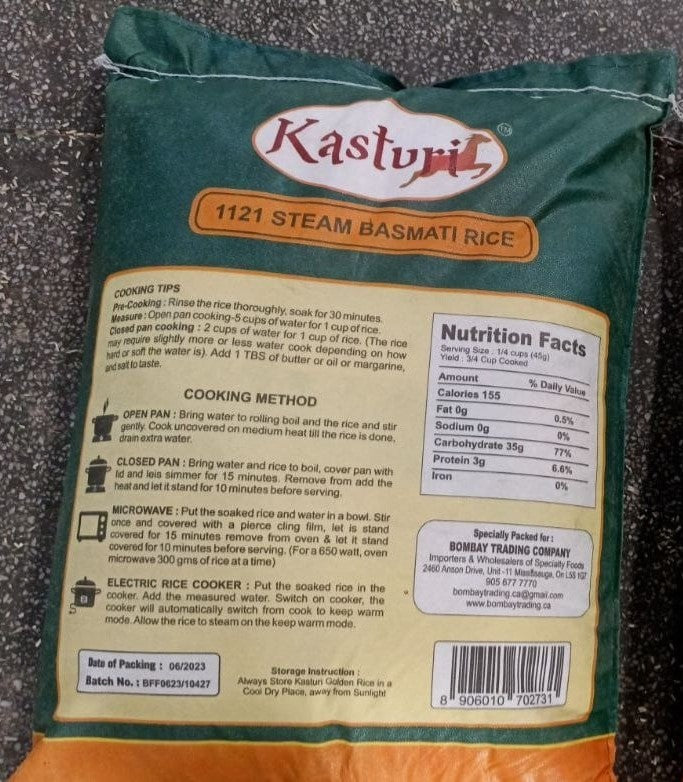 Kasturi
TM
1121 STEAM BASMATI RICE
COOKING TIPS
Pre-Cooking : Rinse the rice thoroughly, soak for 30 minutes.
Measure : Open pan cooking-5 cups of water for 1 cup of rice.
Closed pan cooking : 2 cups of water for 1 cup of rice. (The rice
may require slightly more or less water cook depending on how
hard or soft the water is). Add 1 TBS of butter or oil or margarine,
and salt to taste.
COOKING METHOD
OPEN PAN : Bring water to rolling boil and the rice and stir
gently. Cook uncovered on medium heat till the rice is done,
drain extra water.
CLOSED PAN : Bring water and rice to boil, cover pan with
lid and leis simmer for 15 minutes. Remove from add the
heat and let it stand for 10 minutes before serving.
MICROWAVE : Put the soaked rice and water in a bowl. Stir
once and covered with a pierce cling film, let is stand
covered for 15 minutes remove from oven & let it stand
covered for 10 minutes before serving. (For a 650 watt, oven
microwave 300 gms of rice at a time)
ELECTRIC RICE COOKER : Put the soaked rice in the
cooker. Add the measured water. Switch on cooker, the
cooker will automatically switch from cook to keep warm
mode. Allow the rice to steam on the keep warm mode.
Date of Packing : 06/2023
Batch No. : BFF0623/10427
Storage Instruction :
Always Store Kasturi Golden Rice in a
Cool Dry Place, away from Sunlight
Nutrition Facts
Serving Size : 1/4 cups (45g)
Yield : 3/4 Cup Cooked
Amount % Daily Value
Calories 155
Fat 0g 0.5%
Sodium 0g 0%
Carbohydrate 35g 77%
Protein 3g 6.6%
Iron 0%
Specially Packed for :
BOMBAY TRADING COMPANY
Importers & Wholesalers of Specialty Foods
2460 Anson Drive, Unit -11 Mississauga, On L5S 1G7
905 677 7770
bombaytrading.ca@gmail.com
www.bombaytrading.ca
8 906010 702731